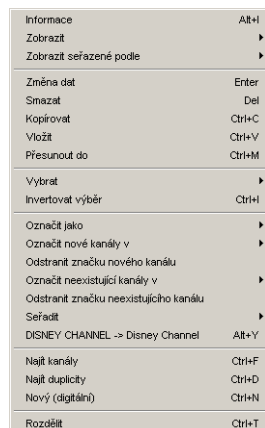 Informace Alt+I
Zobrazit
Zobrazit seřazené podle
Změna dat Enter
Smazat Del
Kopírovat Ctrl+C
Vložit Ctrl+V
Přesunout do Ctrl+M
Vybrat
Invertovat výběr Ctrl+I
Označit jako
Označit nové kanály v
Odstranit značku nového kanálu
Označit neexistující kanály v
Odstranit značku neexistujícího kanálu
Seřadit
DISNEY CHANNEL -> Disney Channel Alt+Y
Najít kanály Ctrl+F
Najít duplicity Ctrl+D
Nový (digitální) Ctrl+N
Rozdělit Ctrl+T